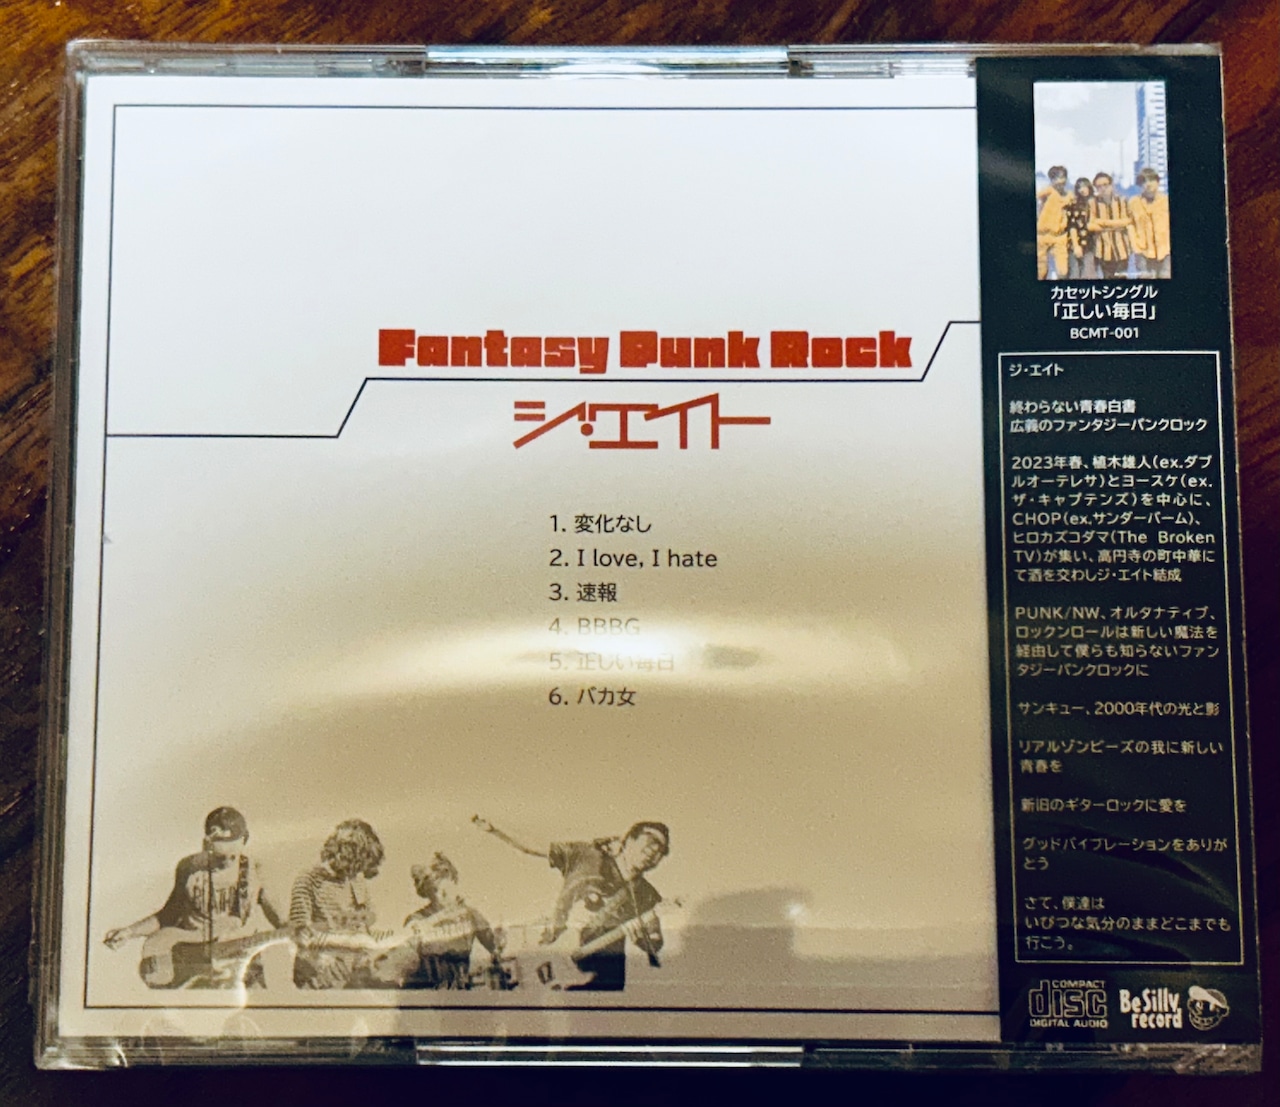 Fantasy Punk Rock
ジ・エイト
1. 変化なし
2. I love, I hate
3. 速報
4. BBBG
5. 正しい毎日
6. バカ女
カセットシングル
「正しい毎日」
BCMT-001
ジ・エイト
終わらない青春白書
広義のファンタジーパンクロック
2023年春、植木雄人(ex.ダブ
ルオーテレサ)とヨースケ(ex.
ザ・キャプテンズ)を中心に、
CHOP(ex.サンダーバーム)、
ヒロカズコダマ(The Broken
TV)が集い、高円寺の町中華に
て酒を交わしジ・エイト結成
PUNK/NW、オルタナティブ、
ロックンロールは新しい魔法を
経由して僕らも知らないファン
タジーパンクロックに
サンキュー、2000年代の光と影
リアルゾンビーズの我に新しい
青春を
新旧のギターロックに愛を
グッドバイブレーションをありが
とう
さて、僕達は
いびつな気分のままどこまでも
行こう。
COMPACT
disc
DIGITAL AUDIO
Be Silly
record